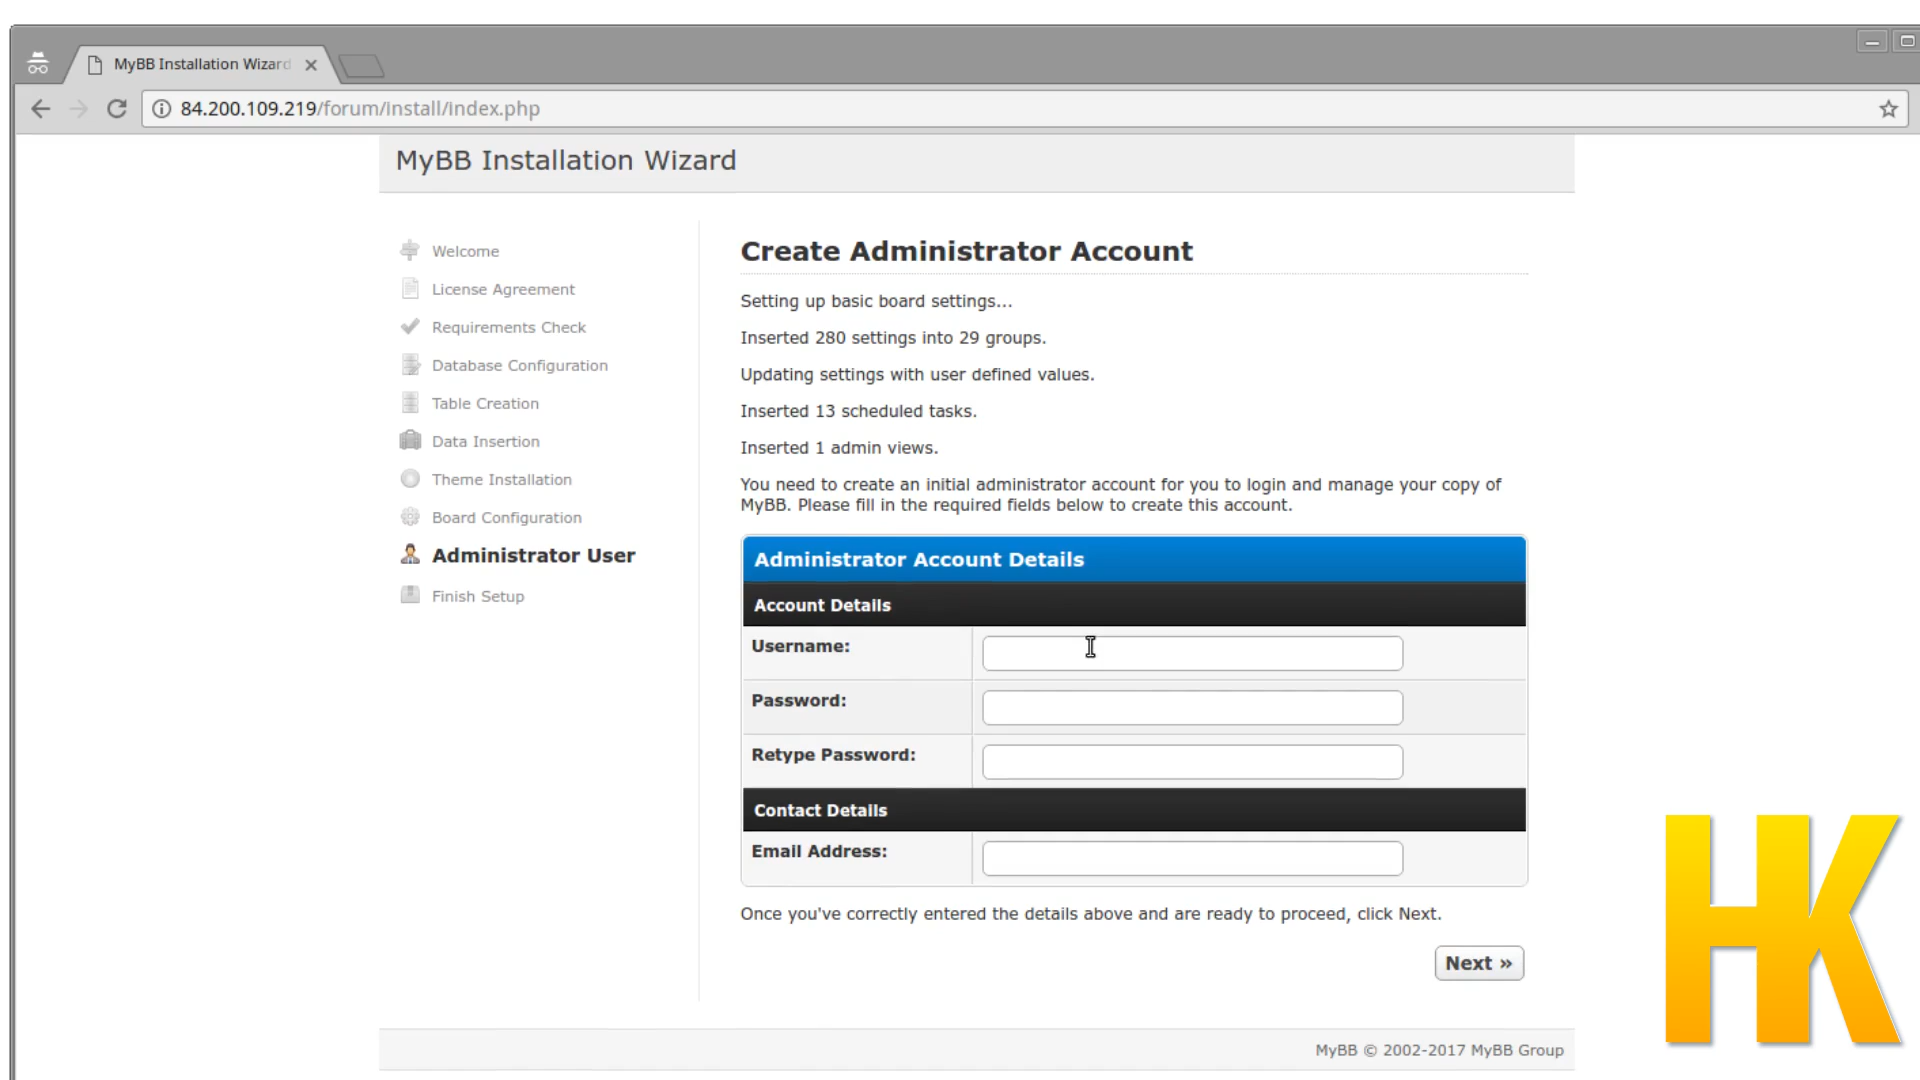 MyBB Installation Wizard
84.200.109.219/forum/install/index.php
MyBB Installation Wizard
Welcome
License Agreement
Requirements Check
Database Configuration
Table Creation
Data Insertion
Theme Installation
Board Configuration
Administrator User
Finish Setup
Create Administrator Account
Setting up basic board settings...
Inserted 280 settings into 29 groups.
Updating settings with user defined values.
Inserted 13 scheduled tasks.
Inserted 1 admin views.
You need to create an initial administrator account for you to login and manage your copy of
MyBB. Please fill in the required fields below to create this account.
Administrator Account Details
Account Details
Username:
Password:
Retype Password:
Contact Details
Email Address:
Once you've correctly entered the details above and are ready to proceed, click Next.
Next »
MyBB © 2002-2017 MyBB Group
HK